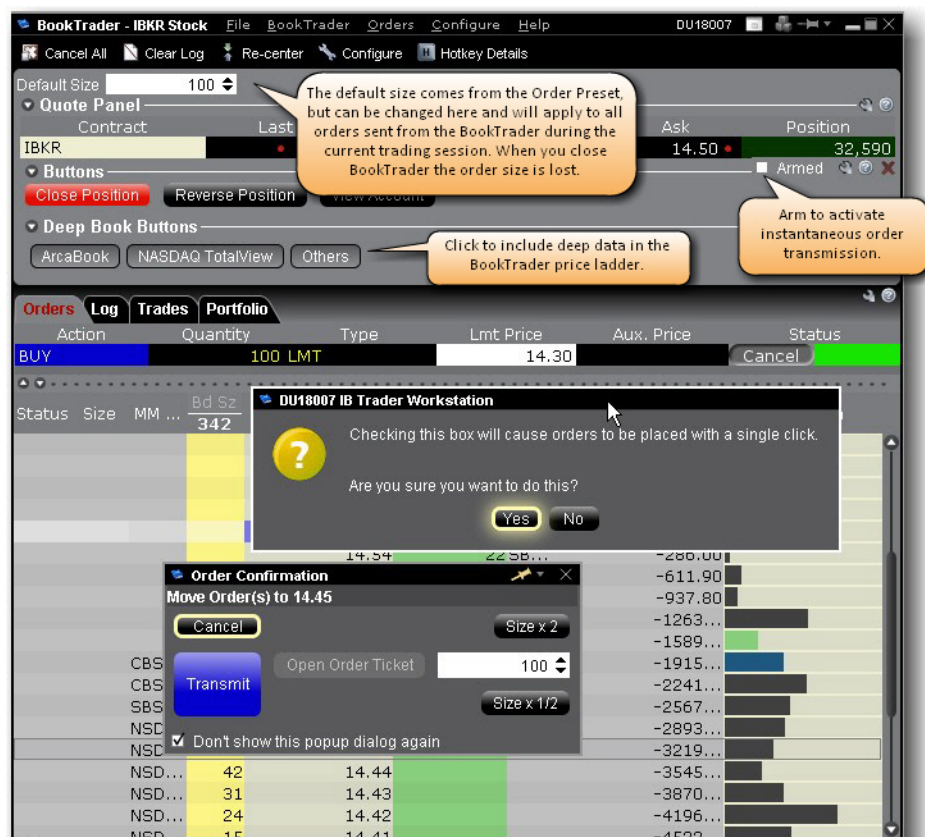 BookTrader - IBKR Stock File BookTrader Orders Configure Help DU18007
Cancel All Clear Log Re-center Configure Hotkey Details
Default Size 100
The default size comes from the Order Preset,
but can be changed here and will apply to all
orders sent from the BookTrader during the
current trading session. When you close
BookTrader the order size is lost.
Quote Panel
Contract Last Ask Position
IBKR 14.50 32,590
Buttons Armed
Close Position Reverse Position View Account
Arm to activate
instantaneous order
transmission.
Deep Book Buttons
ArcaBook NASDAQ TotalView Others
Click to include deep data in the
BookTrader price ladder.
Orders Log Trades Portfolio
Action Quantity Type Lmt Price Aux. Price Status
BUY 100 LMT 14.30 Cancel
Status Size MM ... Bd Sz
342
DU18007 IB Trader Workstation
Checking this box will cause orders to be placed with a single click.
Are you sure you want to do this?
Yes No
14.54 22 SB... -286.00
Order Confirmation
Move Order(s) to 14.45
Cancel Size x 2
Transmit Open Order Ticket 100
Size x 1/2
Don't show this popup dialog again
-611.90
-937.80
-1263...
-1589...
CBS -1915...
CBS -2241...
SBS -2567...
NSD -2893...
NSD -3219...
NSD... 42 14.44 -3545...
NSD... 31 14.43 -3870...
NSD... 24 14.42 -4196...
NSD 15 14.41